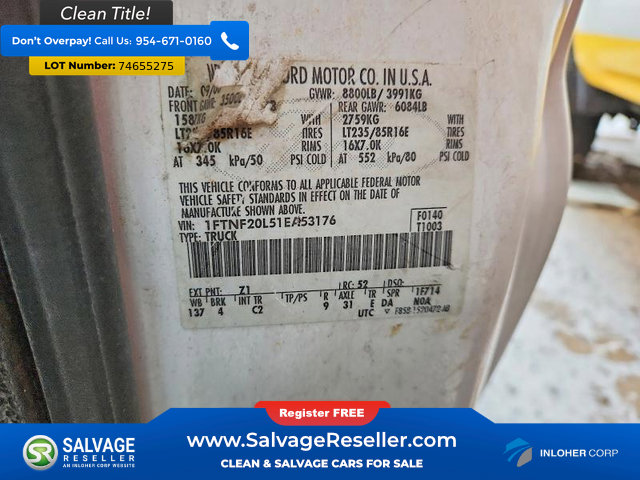 Clean Title!
Don't Overpay! Call Us: 954-671-0160
LOT Number: 74655275
FORD MOTOR CO. IN U.S.A.
DATE: GVWR: 8800LB/ 3991KG
FRONT GAWR: REAR GAWR: 6084LB
WITH 2759KG WITH
85R16E TIRES LT235/85R16E TIRES
16X7.0K RIMS 16X7.0K RIMS
AT 345 kPa/50 PSI COLD AT 552 kPa/80 PSI COLD
THIS VEHICLE CONFORMS TO ALL APPLICABLE FEDERAL MOTOR
VEHICLE SAFETY STANDARDS IN EFFECT ON THE DATE OF
MANUFACTURE SHOWN ABOVE.
VIN: 1FTNF20L51EA53176 F0140
TYPE: TRUCK T1003
EXT PNT: Z1 RC: 52 DSO:
WB BRK INT TR TP/PS R AXLE TR SPR 1F714
137 4 C2 9 31 E DA NOA
UTC
Register FREE
SALVAGE
RESELLER
AN INLOHER CORP WEBSITE
www.SalvageReseller.com
CLEAN & SALVAGE CARS FOR SALE
INLOHER CORP